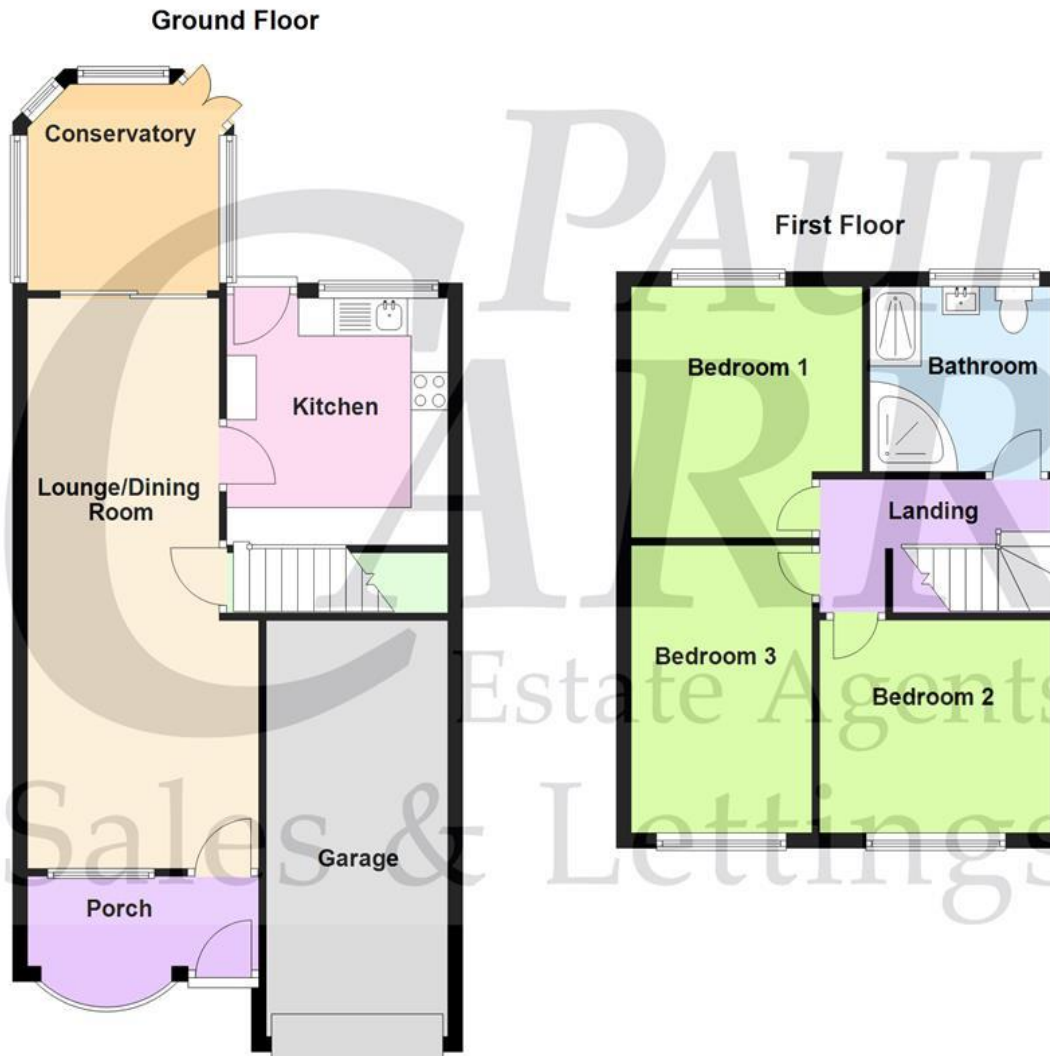 Ground Floor
Conservatory
PAUL
CARR
First Floor
Bedroom 1
Bathroom
Kitchen
Lounge/Dining
Room
Landing
Bedroom 3
Bedroom 2
Estate Agents
Sales & Lettings
Garage
Porch